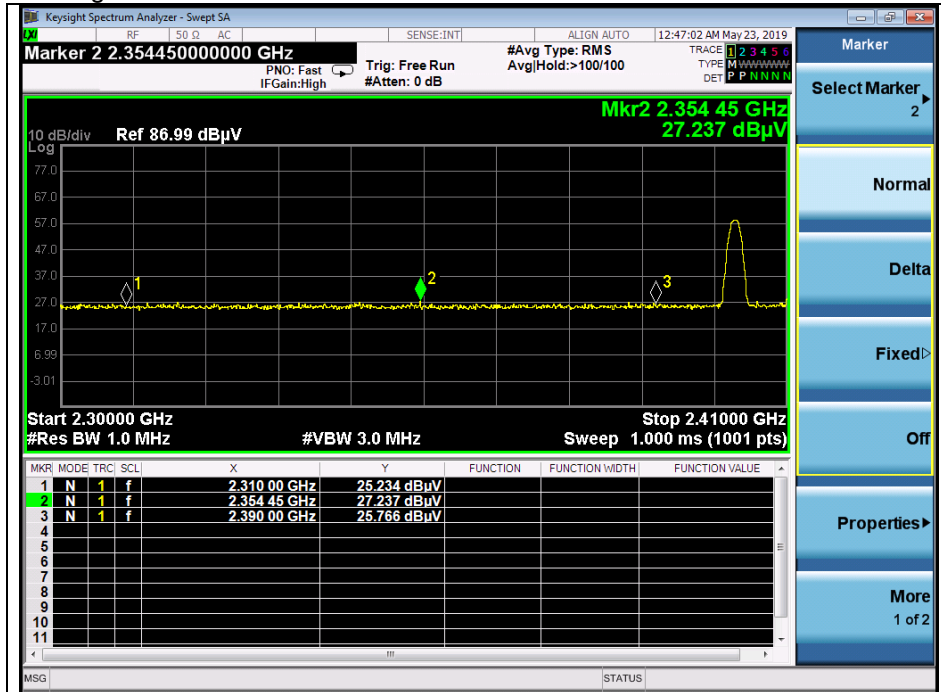 Keysight Spectrum Analyzer - Swept SA
LXI RF 50 Ω AC SENSE:INT ALIGN AUTO 12:47:02 AM May 23, 2019
Marker 2 2.354450000000 GHz
PNO: Fast
IFGain:High
Trig: Free Run
#Atten: 0 dB
#Avg Type: RMS
Avg|Hold:>100/100
TRACE 1 2 3 4 5 6
TYPE M WWWWW
DET P P N N N N
Mkr2 2.354 45 GHz
27.237 dBµV
10 dB/div Ref 86.99 dBµV
Log
77.0
67.0
57.0
47.0
37.0
27.0
17.0
6.99
-3.01
1
2
3
Start 2.30000 GHz Stop 2.41000 GHz
#Res BW 1.0 MHz #VBW 3.0 MHz Sweep 1.000 ms (1001 pts)
MKR MODE TRC SCL X Y FUNCTION FUNCTION WIDTH FUNCTION VALUE
1 N 1 f 2.310 00 GHz 25.234 dBµV
2 N 1 f 2.354 45 GHz 27.237 dBµV
3 N 1 f 2.390 00 GHz 25.766 dBµV
4
5
6
7
8
9
10
11
MSG STATUS
Marker
Select Marker
2
Normal
Delta
Fixed
Off
Properties
More
1 of 2